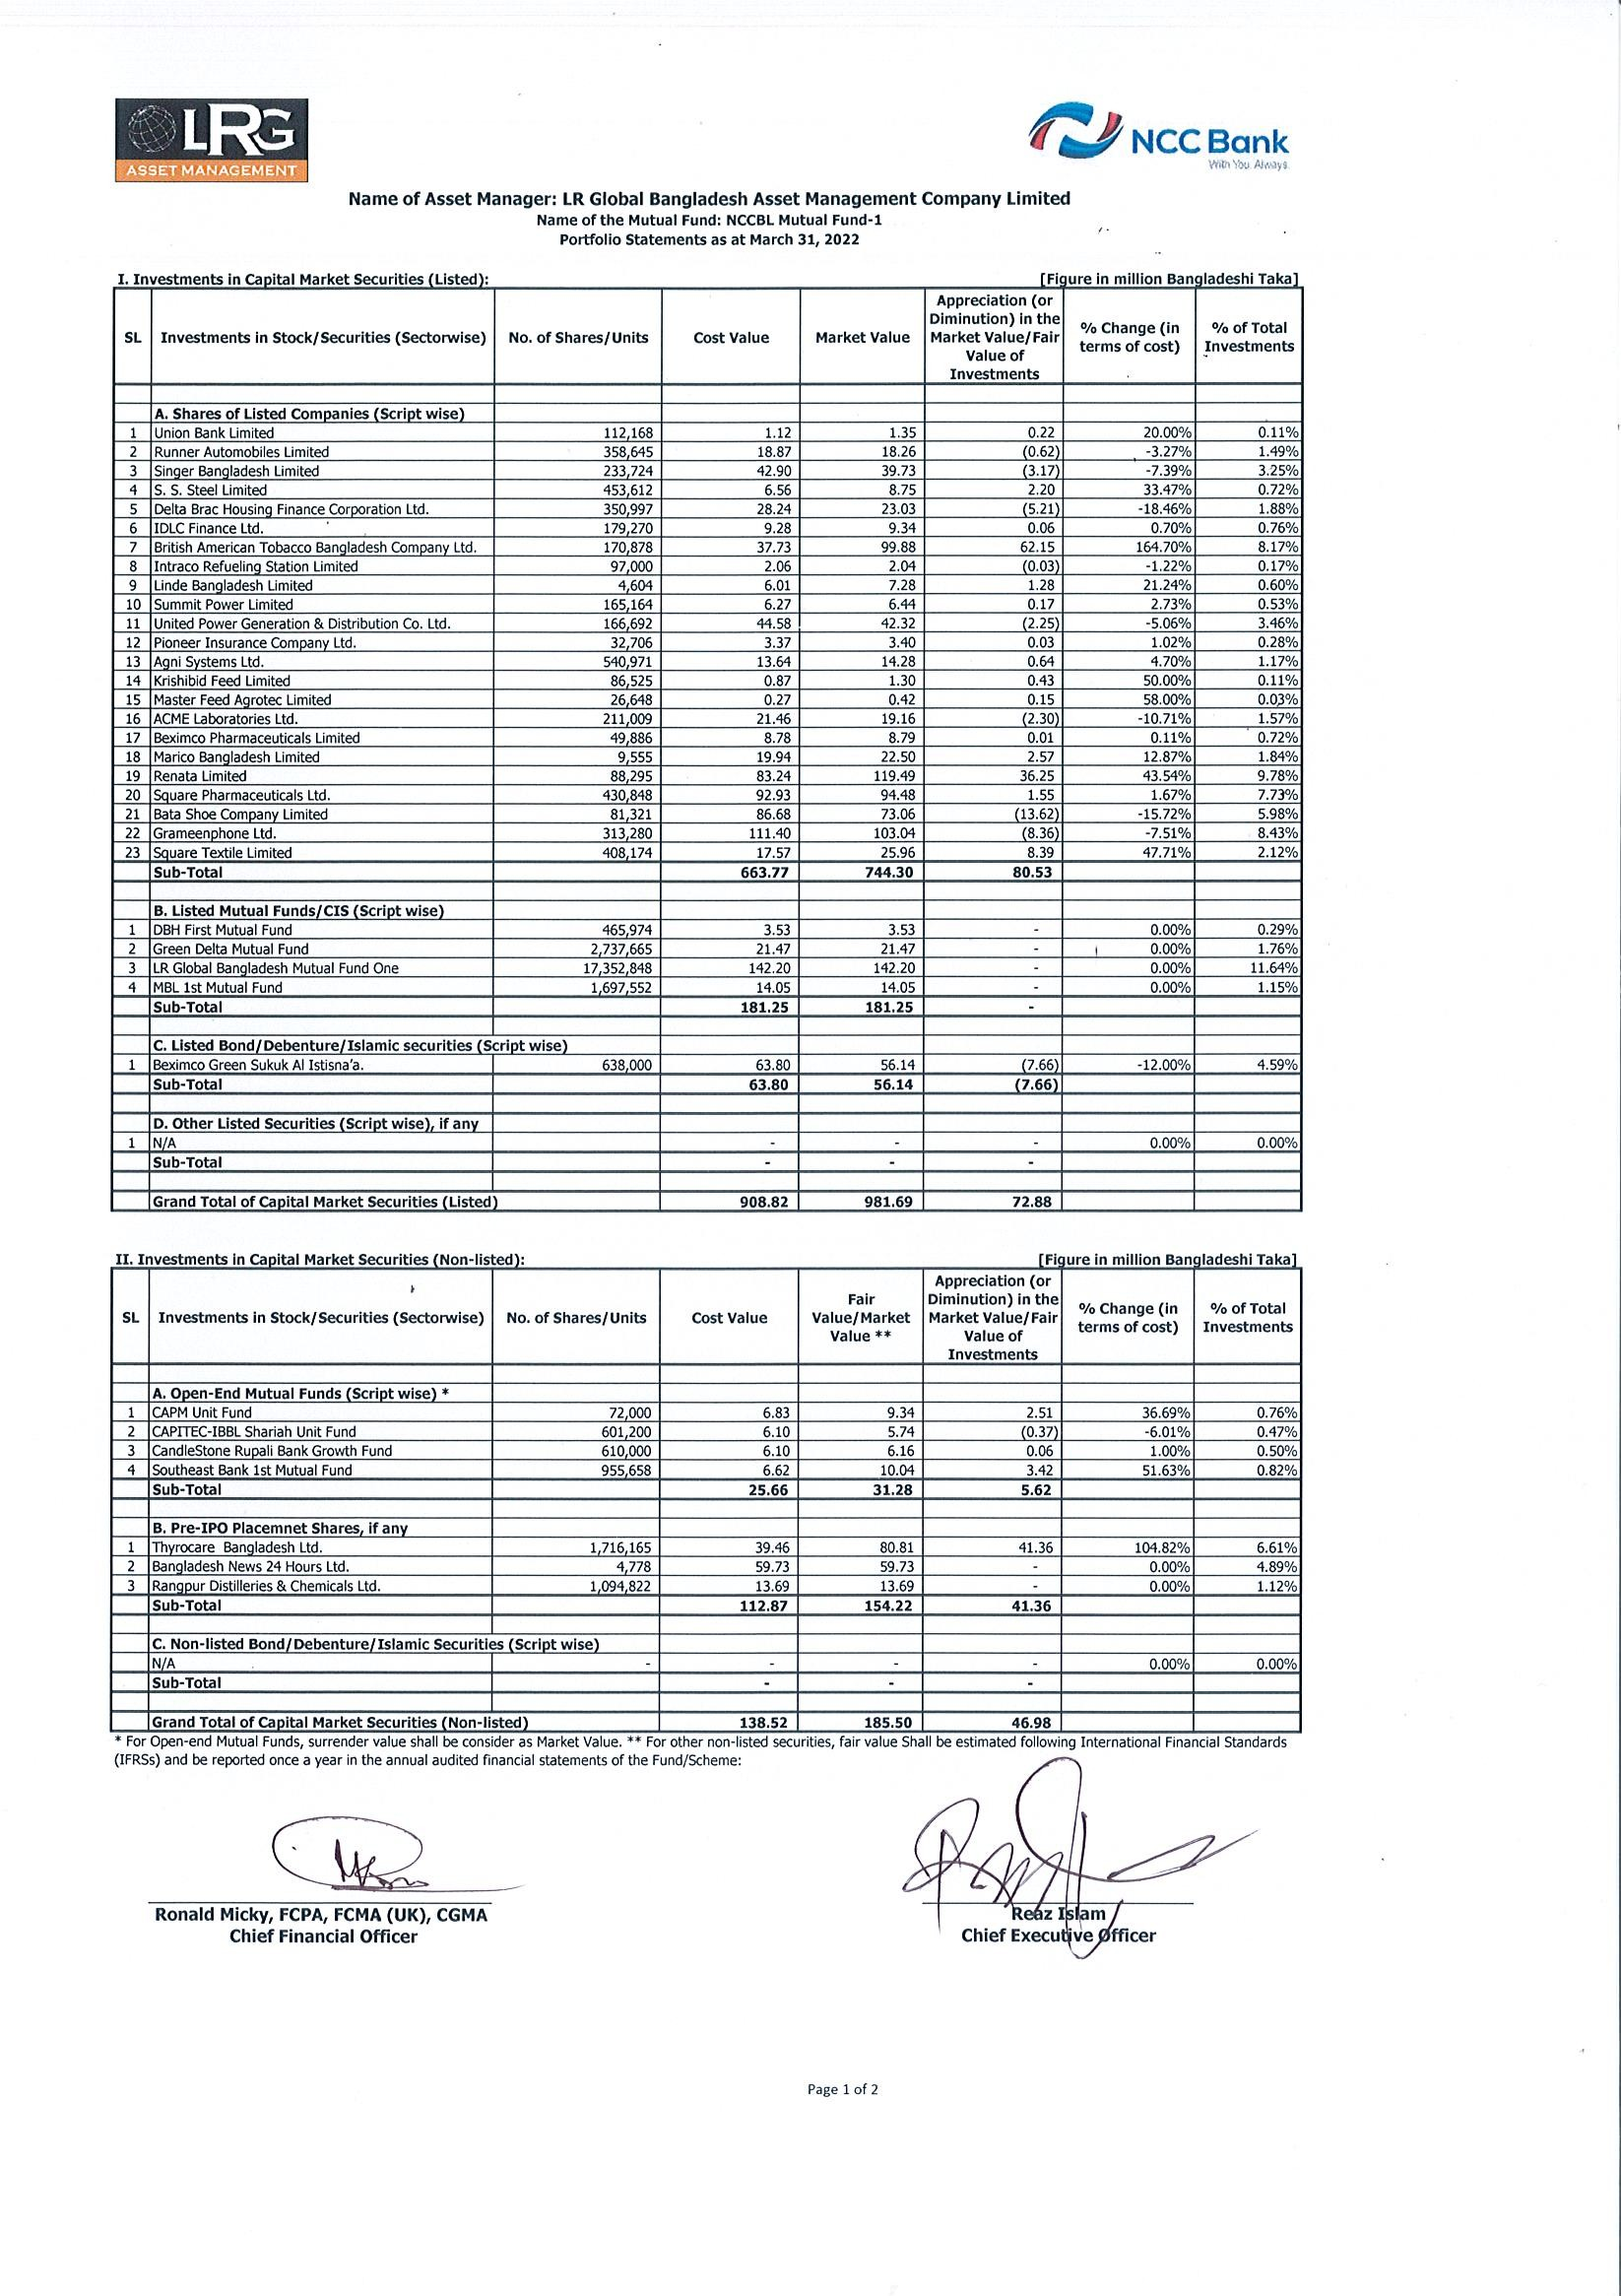 LRG
ASSET MANAGEMENT
NCC Bank
With You Always.
Name of Asset Manager: LR Global Bangladesh Asset Management Company Limited
Name of the Mutual Fund: NCCBL Mutual Fund-1
Portfolio Statements as at March 31, 2022
I. Investments in Capital Market Securities (Listed): [Figure in million Bangladeshi Taka]
SL Investments in Stock/Securities (Sectorwise) No. of Shares/Units Cost Value Market Value Appreciation (or Diminution) in the Market Value/Fair Value of Investments % Change (in terms of cost) % of Total Investments
A. Shares of Listed Companies (Script wise)
1 Union Bank Limited 112,168 1.12 1.35 0.22 20.00% 0.11%
2 Runner Automobiles Limited 358,645 18.87 18.26 (0.62) -3.27% 1.49%
3 Singer Bangladesh Limited 233,724 42.90 39.73 (3.17) -7.39% 3.25%
4 S. S. Steel Limited 453,612 6.56 8.75 2.20 33.47% 0.72%
5 Delta Brac Housing Finance Corporation Ltd. 350,997 28.24 23.03 (5.21) -18.46% 1.88%
6 IDLC Finance Ltd. 179,270 9.28 9.34 0.06 0.70% 0.76%
7 British American Tobacco Bangladesh Company Ltd. 170,878 37.73 99.88 62.15 164.70% 8.17%
8 Intraco Refueling Station Limited 97,000 2.06 2.04 (0.03) -1.22% 0.17%
9 Linde Bangladesh Limited 4,604 6.01 7.28 1.28 21.24% 0.60%
10 Summit Power Limited 165,164 6.27 6.44 0.17 2.73% 0.53%
11 United Power Generation & Distribution Co. Ltd. 166,692 44.58 42.32 (2.25) -5.06% 3.46%
12 Pioneer Insurance Company Ltd. 32,706 3.37 3.40 0.03 1.02% 0.28%
13 Agni Systems Ltd. 540,971 13.64 14.28 0.64 4.70% 1.17%
14 Krishibid Feed Limited 86,525 0.87 1.30 0.43 50.00% 0.11%
15 Master Feed Agrotec Limited 26,648 0.27 0.42 0.15 58.00% 0.03%
16 ACME Laboratories Ltd. 211,009 21.46 19.16 (2.30) -10.71% 1.57%
17 Beximco Pharmaceuticals Limited 49,886 8.78 8.79 0.01 0.11% 0.72%
18 Marico Bangladesh Limited 9,555 19.94 22.50 2.57 12.87% 1.84%
19 Renata Limited 88,295 83.24 119.49 36.25 43.54% 9.78%
20 Square Pharmaceuticals Ltd. 430,848 92.93 94.48 1.55 1.67% 7.73%
21 Bata Shoe Company Limited 81,321 86.68 73.06 (13.62) -15.72% 5.98%
22 Grameenphone Ltd. 313,280 111.40 103.04 (8.36) -7.51% 8.43%
23 Square Textile Limited 408,174 17.57 25.96 8.39 47.71% 2.12%
Sub-Total 663.77 744.30 80.53
B. Listed Mutual Funds/CIS (Script wise)
1 DBH First Mutual Fund 465,974 3.53 3.53 - 0.00% 0.29%
2 Green Delta Mutual Fund 2,737,665 21.47 21.47 - 0.00% 1.76%
3 LR Global Bangladesh Mutual Fund One 17,352,848 142.20 142.20 - 0.00% 11.64%
4 MBL 1st Mutual Fund 1,697,552 14.05 14.05 - 0.00% 1.15%
Sub-Total 181.25 181.25 -
C. Listed Bond/Debenture/Islamic securities (Script wise)
1 Beximco Green Sukuk Al Istisna'a. 638,000 63.80 56.14 (7.66) -12.00% 4.59%
Sub-Total 63.80 56.14 (7.66)
D. Other Listed Securities (Script wise), if any
1 N/A - - - 0.00% 0.00%
Sub-Total - - -
Grand Total of Capital Market Securities (Listed) 908.82 981.69 72.88
II. Investments in Capital Market Securities (Non-listed): [Figure in million Bangladeshi Taka]
SL Investments in Stock/Securities (Sectorwise) No. of Shares/Units Cost Value Fair Value/Market Value ** Appreciation (or Diminution) in the Market Value/Fair Value of Investments % Change (in terms of cost) % of Total Investments
A. Open-End Mutual Funds (Script wise) *
1 CAPM Unit Fund 72,000 6.83 9.34 2.51 36.69% 0.76%
2 CAPITEC-IBBL Shariah Unit Fund 601,200 6.10 5.74 (0.37) -6.01% 0.47%
3 CandleStone Rupali Bank Growth Fund 610,000 6.10 6.16 0.06 1.00% 0.50%
4 Southeast Bank 1st Mutual Fund 955,658 6.62 10.04 3.42 51.63% 0.82%
Sub-Total 25.66 31.28 5.62
B. Pre-IPO Placemnet Shares, if any
1 Thyrocare Bangladesh Ltd. 1,716,165 39.46 80.81 41.36 104.82% 6.61%
2 Bangladesh News 24 Hours Ltd. 4,778 59.73 59.73 - 0.00% 4.89%
3 Rangpur Distilleries & Chemicals Ltd. 1,094,822 13.69 13.69 - 0.00% 1.12%
Sub-Total 112.87 154.22 41.36
C. Non-listed Bond/Debenture/Islamic Securities (Script wise)
N/A - - - - 0.00% 0.00%
Sub-Total - - -
Grand Total of Capital Market Securities (Non-listed) 138.52 185.50 46.98
* For Open-end Mutual Funds, surrender value shall be consider as Market Value. ** For other non-listed securities, fair value Shall be estimated following International Financial Standards
(IFRSs) and be reported once a year in the annual audited financial statements of the Fund/Scheme:
Ronald Micky, FCPA, FCMA (UK), CGMA
Chief Financial Officer
Reaz Islam
Chief Executive Officer
Page 1 of 2